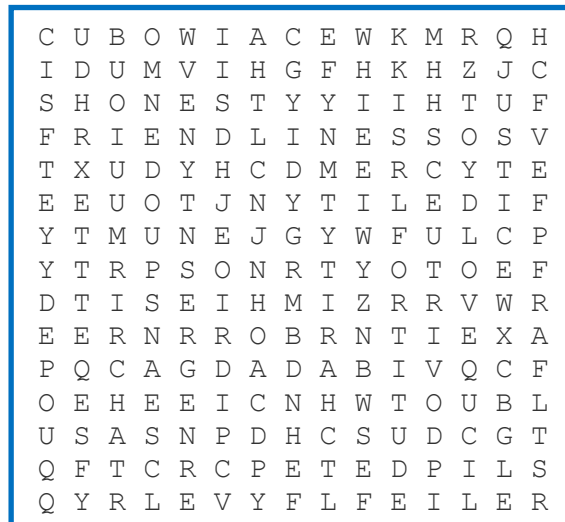 C U B O W I A C E W K M R Q H
I D U M V I H G F H K H Z J C
S H O N E S T Y Y I I H T U F
F R I E N D L I N E S S O S V
T X U D Y H C D M E R C Y T E
E E U O T J N Y T I L E D I F
Y T M U N E J G Y W F U L C P
Y T R P S O N R T Y O T O E F
D T I S E I H M I Z R R V W R
E E R N R R O B R N T I E X A
P Q C A G D A D A B I V Q C F
O E H E E I C N H W T O U B L
U S A S N P D H C S U D C G T
Q F T C R C P E T E D P I L S
Q Y R L E V Y F L F E I L E R